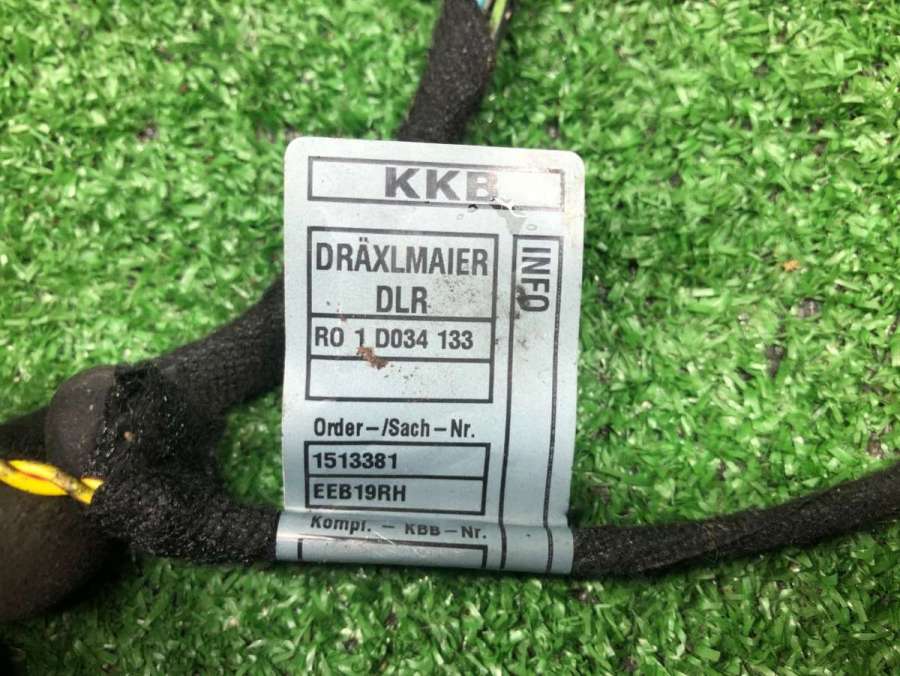 KKB
DRÄXLMAIER
DLR
RO 1 D034 133
INFO
Order-/Sach-Nr.
1513381
EEB19RH
Kompl. - KBB-Nr.